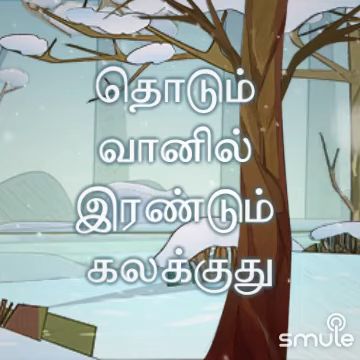 தொடும்
வானில்
இரண்டும்
கலக்குது
smule